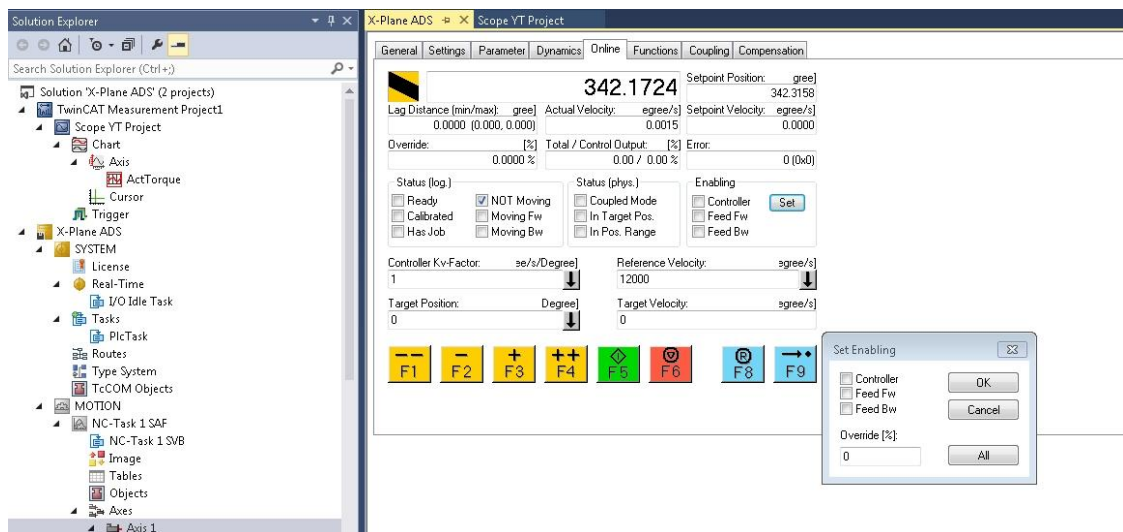 Solution Explorer
Search Solution Explorer (Ctrl+;)
Solution 'X-Plane ADS' (2 projects)
TwinCAT Measurement Project1
Scope YT Project
Chart
Axis
ActTorque
Cursor
Trigger
X-Plane ADS
SYSTEM
License
Real-Time
I/O Idle Task
Tasks
PlcTask
Routes
Type System
TcCOM Objects
MOTION
NC-Task 1 SAF
NC-Task 1 SVB
Image
Tables
Objects
Axes
Axis 1
X-Plane ADS Scope YT Project
General Settings Parameter Dynamics Online Functions Coupling Compensation
342.1724
Setpoint Position: gree]
342.3158
Lag Distance (min/max): gree] Actual Velocity: egree/s] Setpoint Velocity: egree/s]
0.0000 (0.000, 0.000) 0.0015 0.0000
Override: [%] Total / Control Output: [%] Error:
0.0000 % 0.00 / 0.00 % 0 (0x0)
Status (log.) Status (phys.) Enabling
Ready NOT Moving Coupled Mode Controller Set
Calibrated Moving Fw In Target Pos. Feed Fw
Has Job Moving Bw In Pos. Range Feed Bw
Controller Kv-Factor: ee/s/Degree] Reference Velocity: egree/s]
1 12000
Target Position: Degree] Target Velocity: egree/s]
0 0
-- - + ++ R
F1 F2 F3 F4 F5 F6 F8 F9
Set Enabling
Controller OK
Feed Fw
Feed Bw Cancel
Override [%]:
0 All